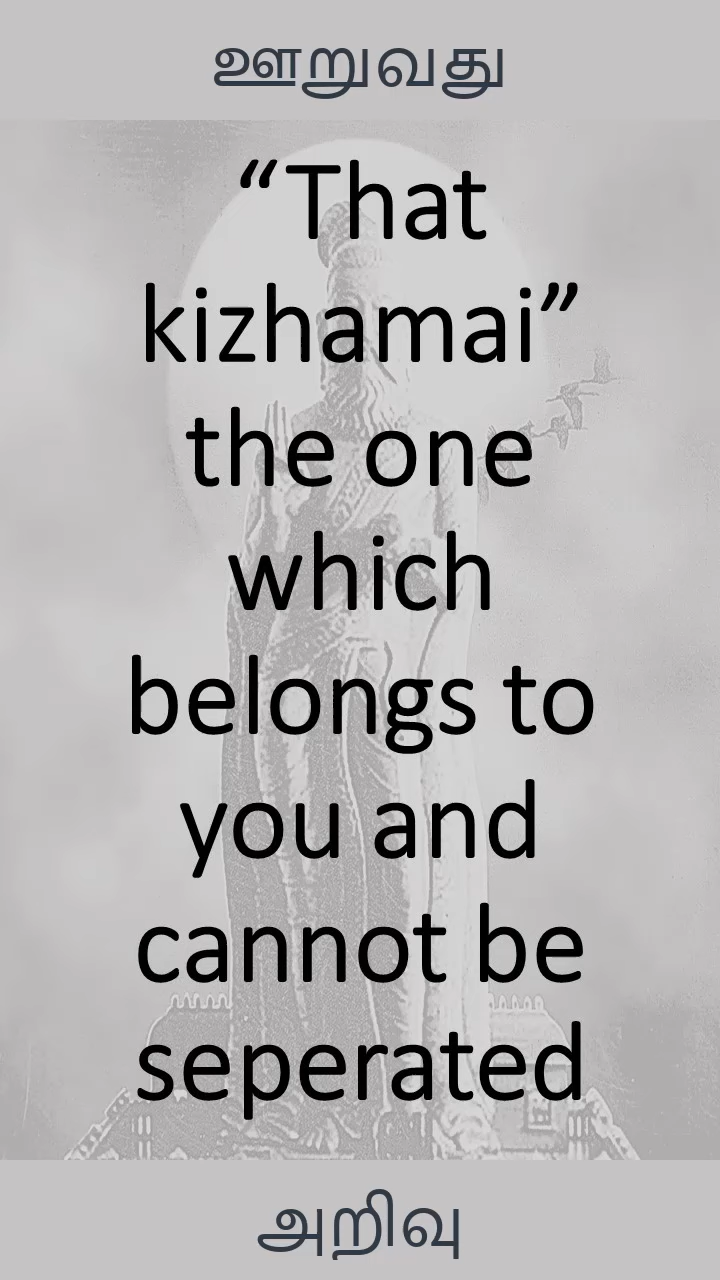 ஊறுவது
“That
kizhamai”
the one
which
belongs to
you and
cannot be
seperated
அறிவு